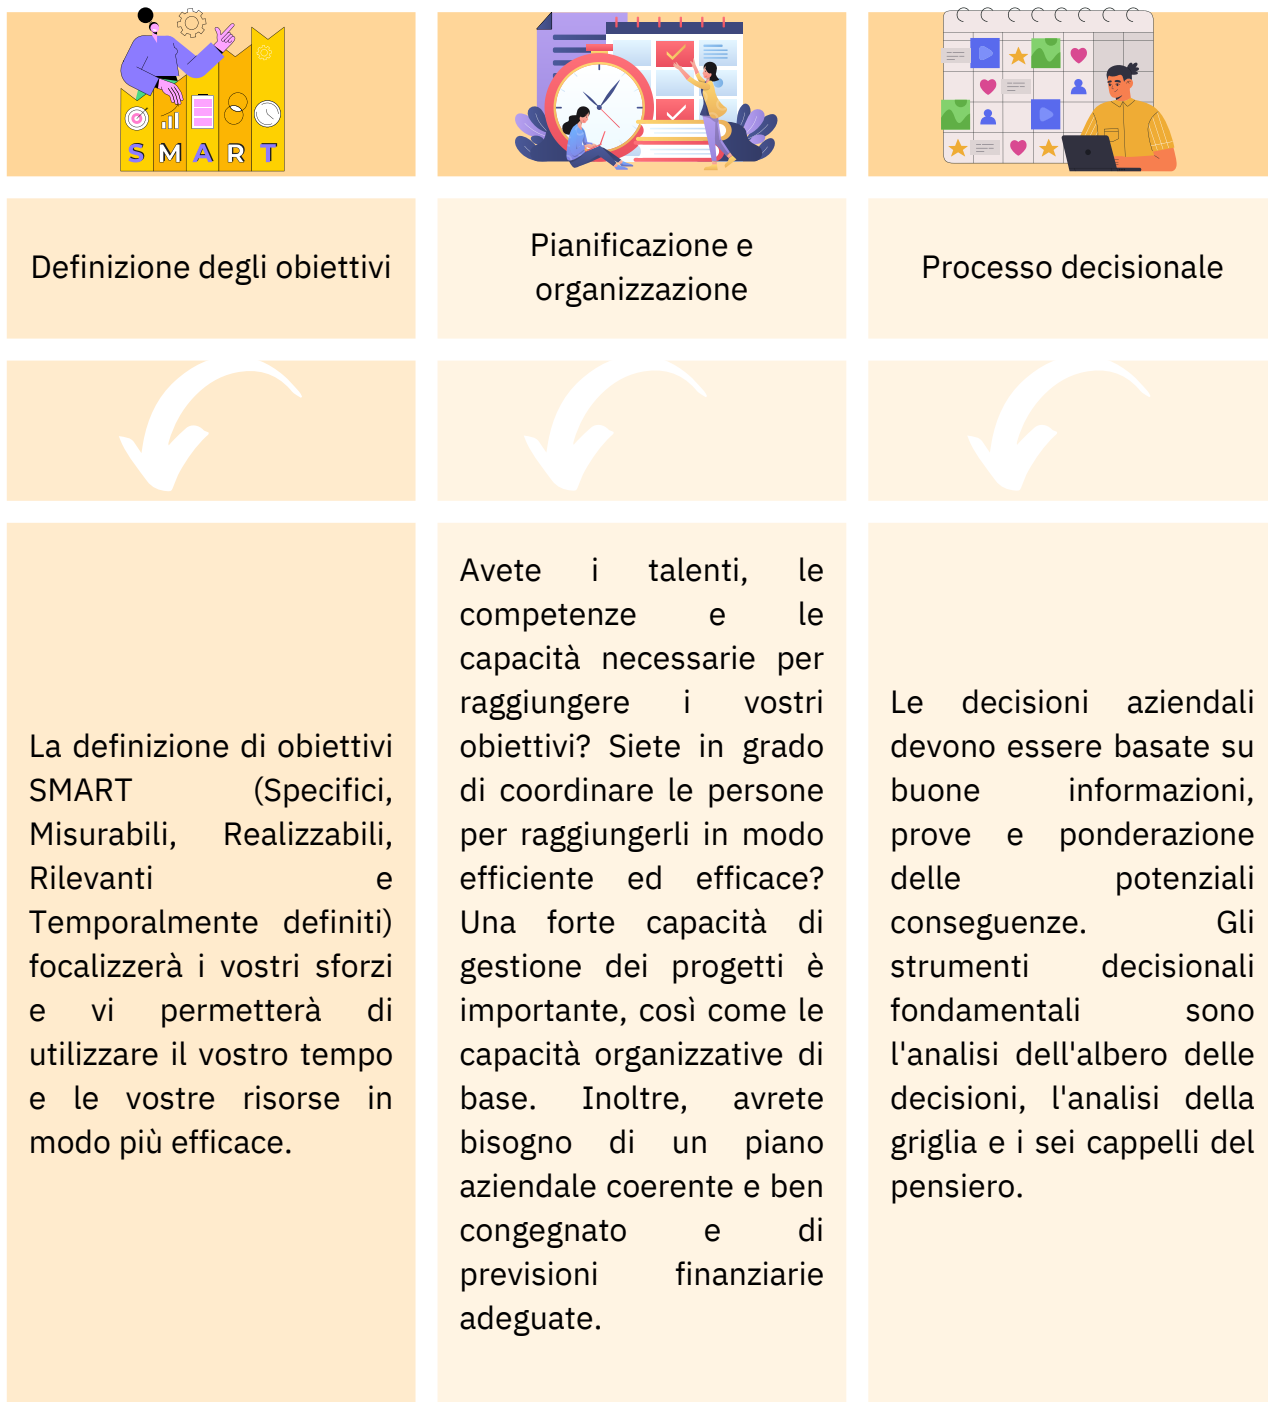 S M A R T
Definizione degli obiettivi
Pianificazione e
organizzazione
Processo decisionale
La definizione di obiettivi
SMART (Specifici,
Misurabili, Realizzabili,
Rilevanti e
Temporalmente definiti)
focalizzerà i vostri sforzi
e vi permetterà di
utilizzare il vostro tempo
e le vostre risorse in
modo più efficace.
Avete i talenti, le
competenze e le
capacità necessarie per
raggiungere i vostri
obiettivi? Siete in grado
di coordinare le persone
per raggiungerli in modo
efficiente ed efficace?
Una forte capacità di
gestione dei progetti è
importante, così come le
capacità organizzative di
base. Inoltre, avrete
bisogno di un piano
aziendale coerente e ben
congegnato e di
previsioni finanziarie
adeguate.
Le decisioni aziendali
devono essere basate su
buone informazioni,
prove e ponderazione
delle potenziali
conseguenze. Gli
strumenti decisionali
fondamentali sono
l'analisi dell'albero delle
decisioni, l'analisi della
griglia e i sei cappelli del
pensiero.